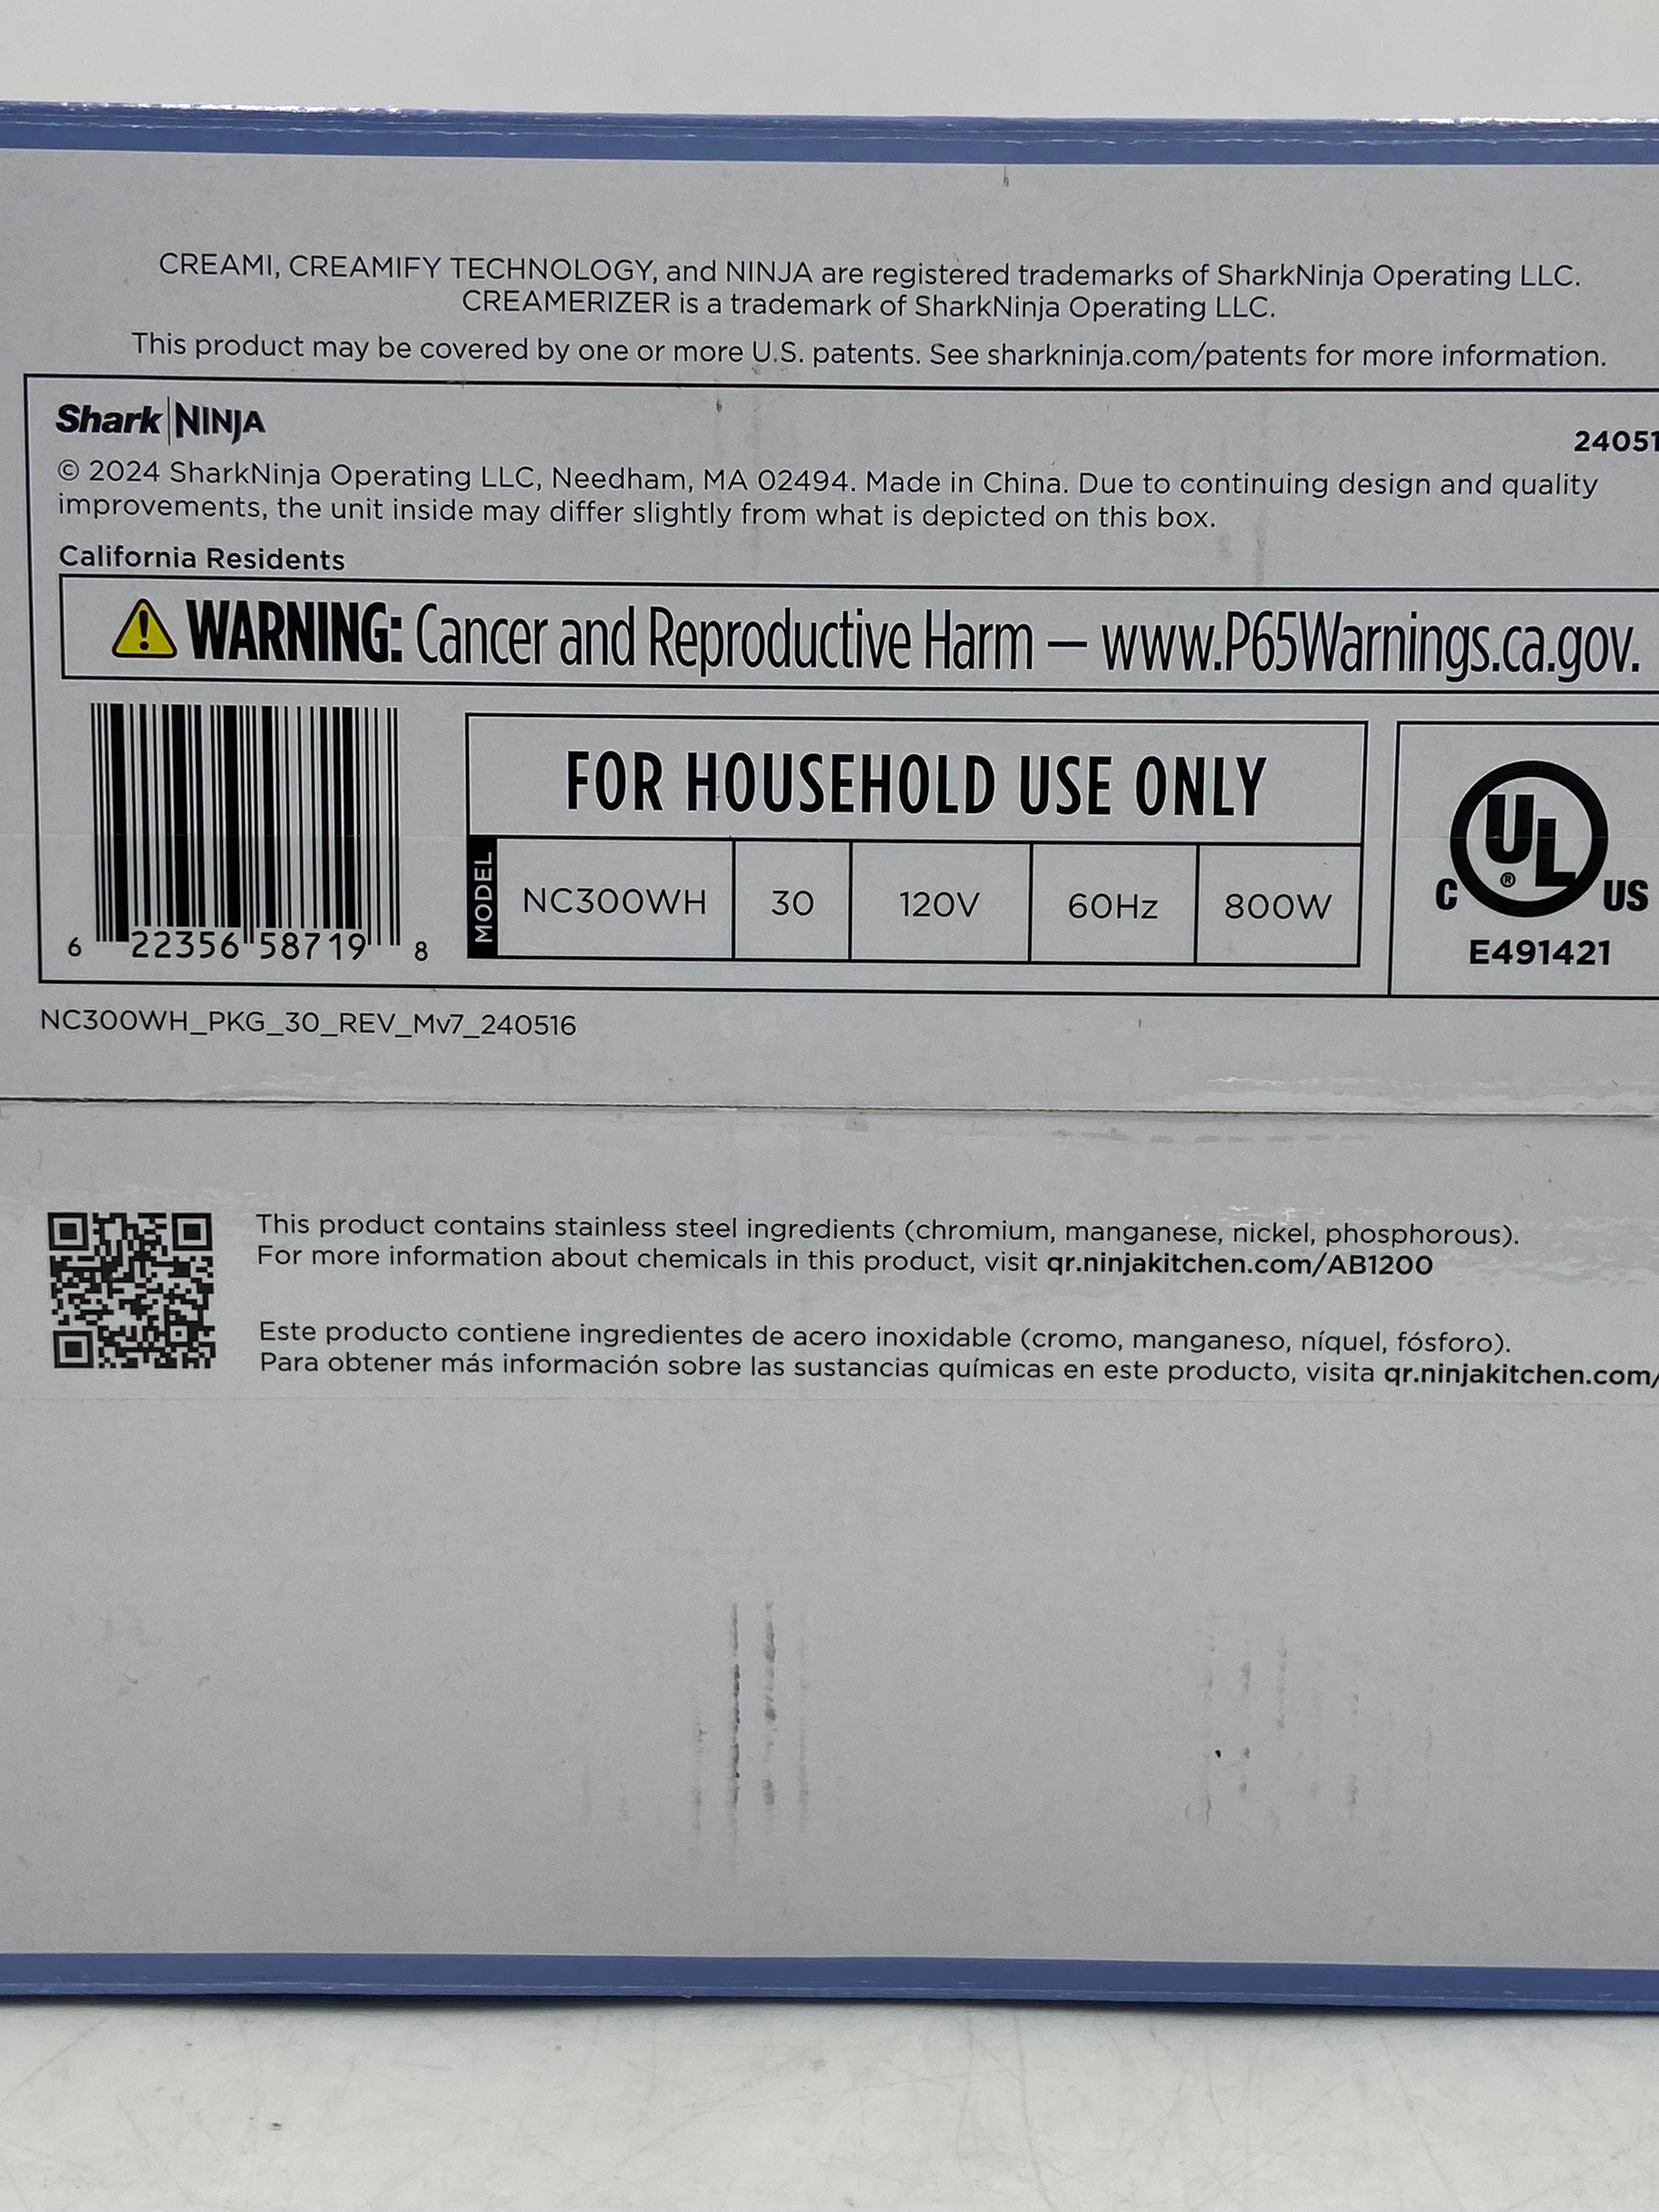 CREAMI, CREAMIFY TECHNOLOGY, and NINJA are registered trademarks of SharkNinja Operating LLC.
CREAMERIZER is a trademark of SharkNinja Operating LLC.
This product may be covered by one or more U.S. patents. See sharkninja.com/patents for more information.
Shark NINJA
24051
© 2024 SharkNinja Operating LLC, Needham, MA 02494. Made in China. Due to continuing design and quality
improvements, the unit inside may differ slightly from what is depicted on this box.
California Residents
WARNING: Cancer and Reproductive Harm – www.P65Warnings.ca.gov.
FOR HOUSEHOLD USE ONLY
MODEL NC300WH 30 120V 60Hz 800W
6 22356 58719 8
C UL ® US
E491421
NC300WH_PKG_30_REV_Mv7_240516
This product contains stainless steel ingredients (chromium, manganese, nickel, phosphorous).
For more information about chemicals in this product, visit qr.ninjakitchen.com/AB1200
Este producto contiene ingredientes de acero inoxidable (cromo, manganeso, níquel, fósforo).
Para obtener más información sobre las sustancias químicas en este producto, visita qr.ninjakitchen.com/